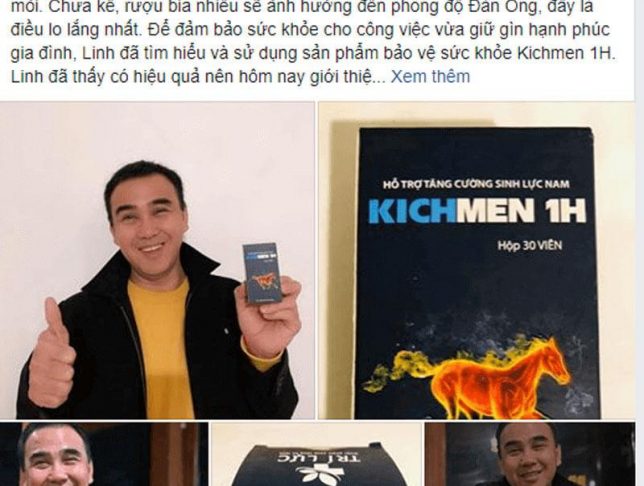 mỏi. Chưa kể, rượu bia nhiều sẽ ảnh hưởng đến phong độ Đàn Ông, đây là
điều lo lắng nhất. Để đảm bảo sức khỏe cho công việc vừa giữ gìn hạnh phúc
gia đình, Linh đã tìm hiểu và sử dụng sản phẩm bảo vệ sức khỏe Kichmen 1H.
Linh đã thấy có hiệu quả nên hôm nay giới thiệ... Xem thêm
KICHMEN 1H
HỖ TRỢ TĂNG CƯỜNG SINH LỰC NAM
KICHMEN 1H
Hộp 30 VIÊN
TRÍ LỰC